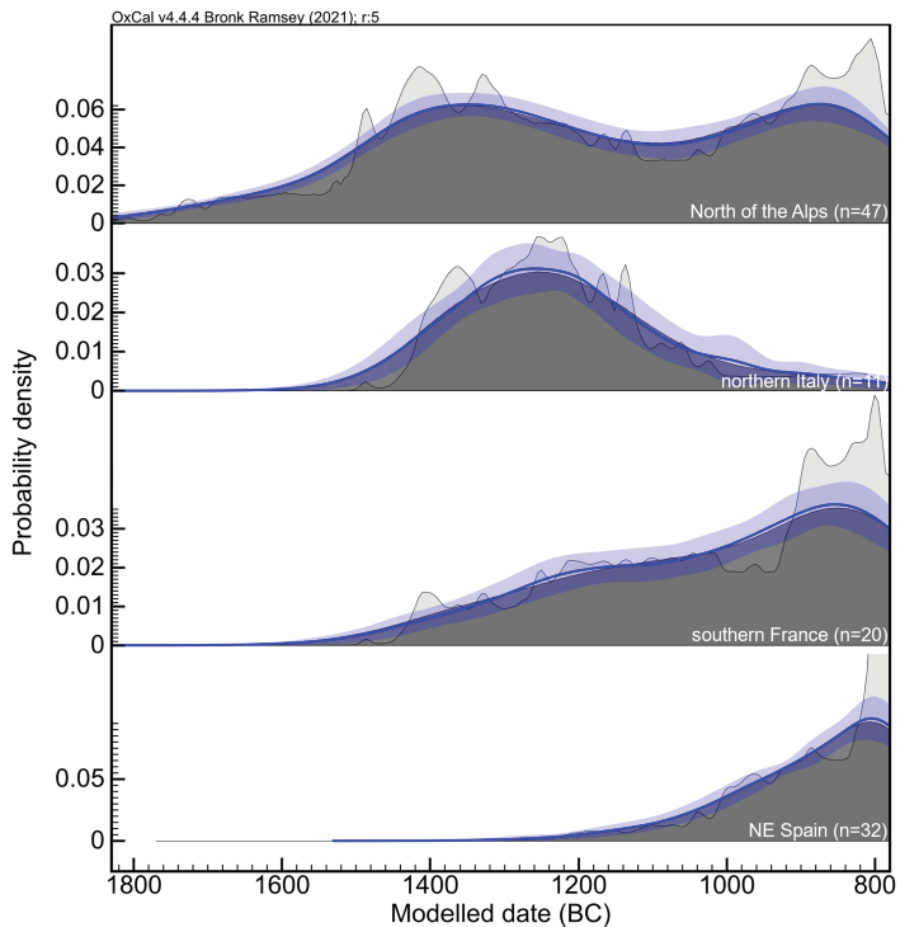 OxCal v4.4.4 Bronk Ramsey (2021); r:5
Probability density
0.06
0.04
0.02
0
North of the Alps (n=47)
0.03
0.02
0.01
0
northern Italy (n=11)
0.03
0.02
0.01
0
southern France (n=20)
0.05
0
NE Spain (n=32)
1800 1600 1400 1200 1000 800
Modelled date (BC)